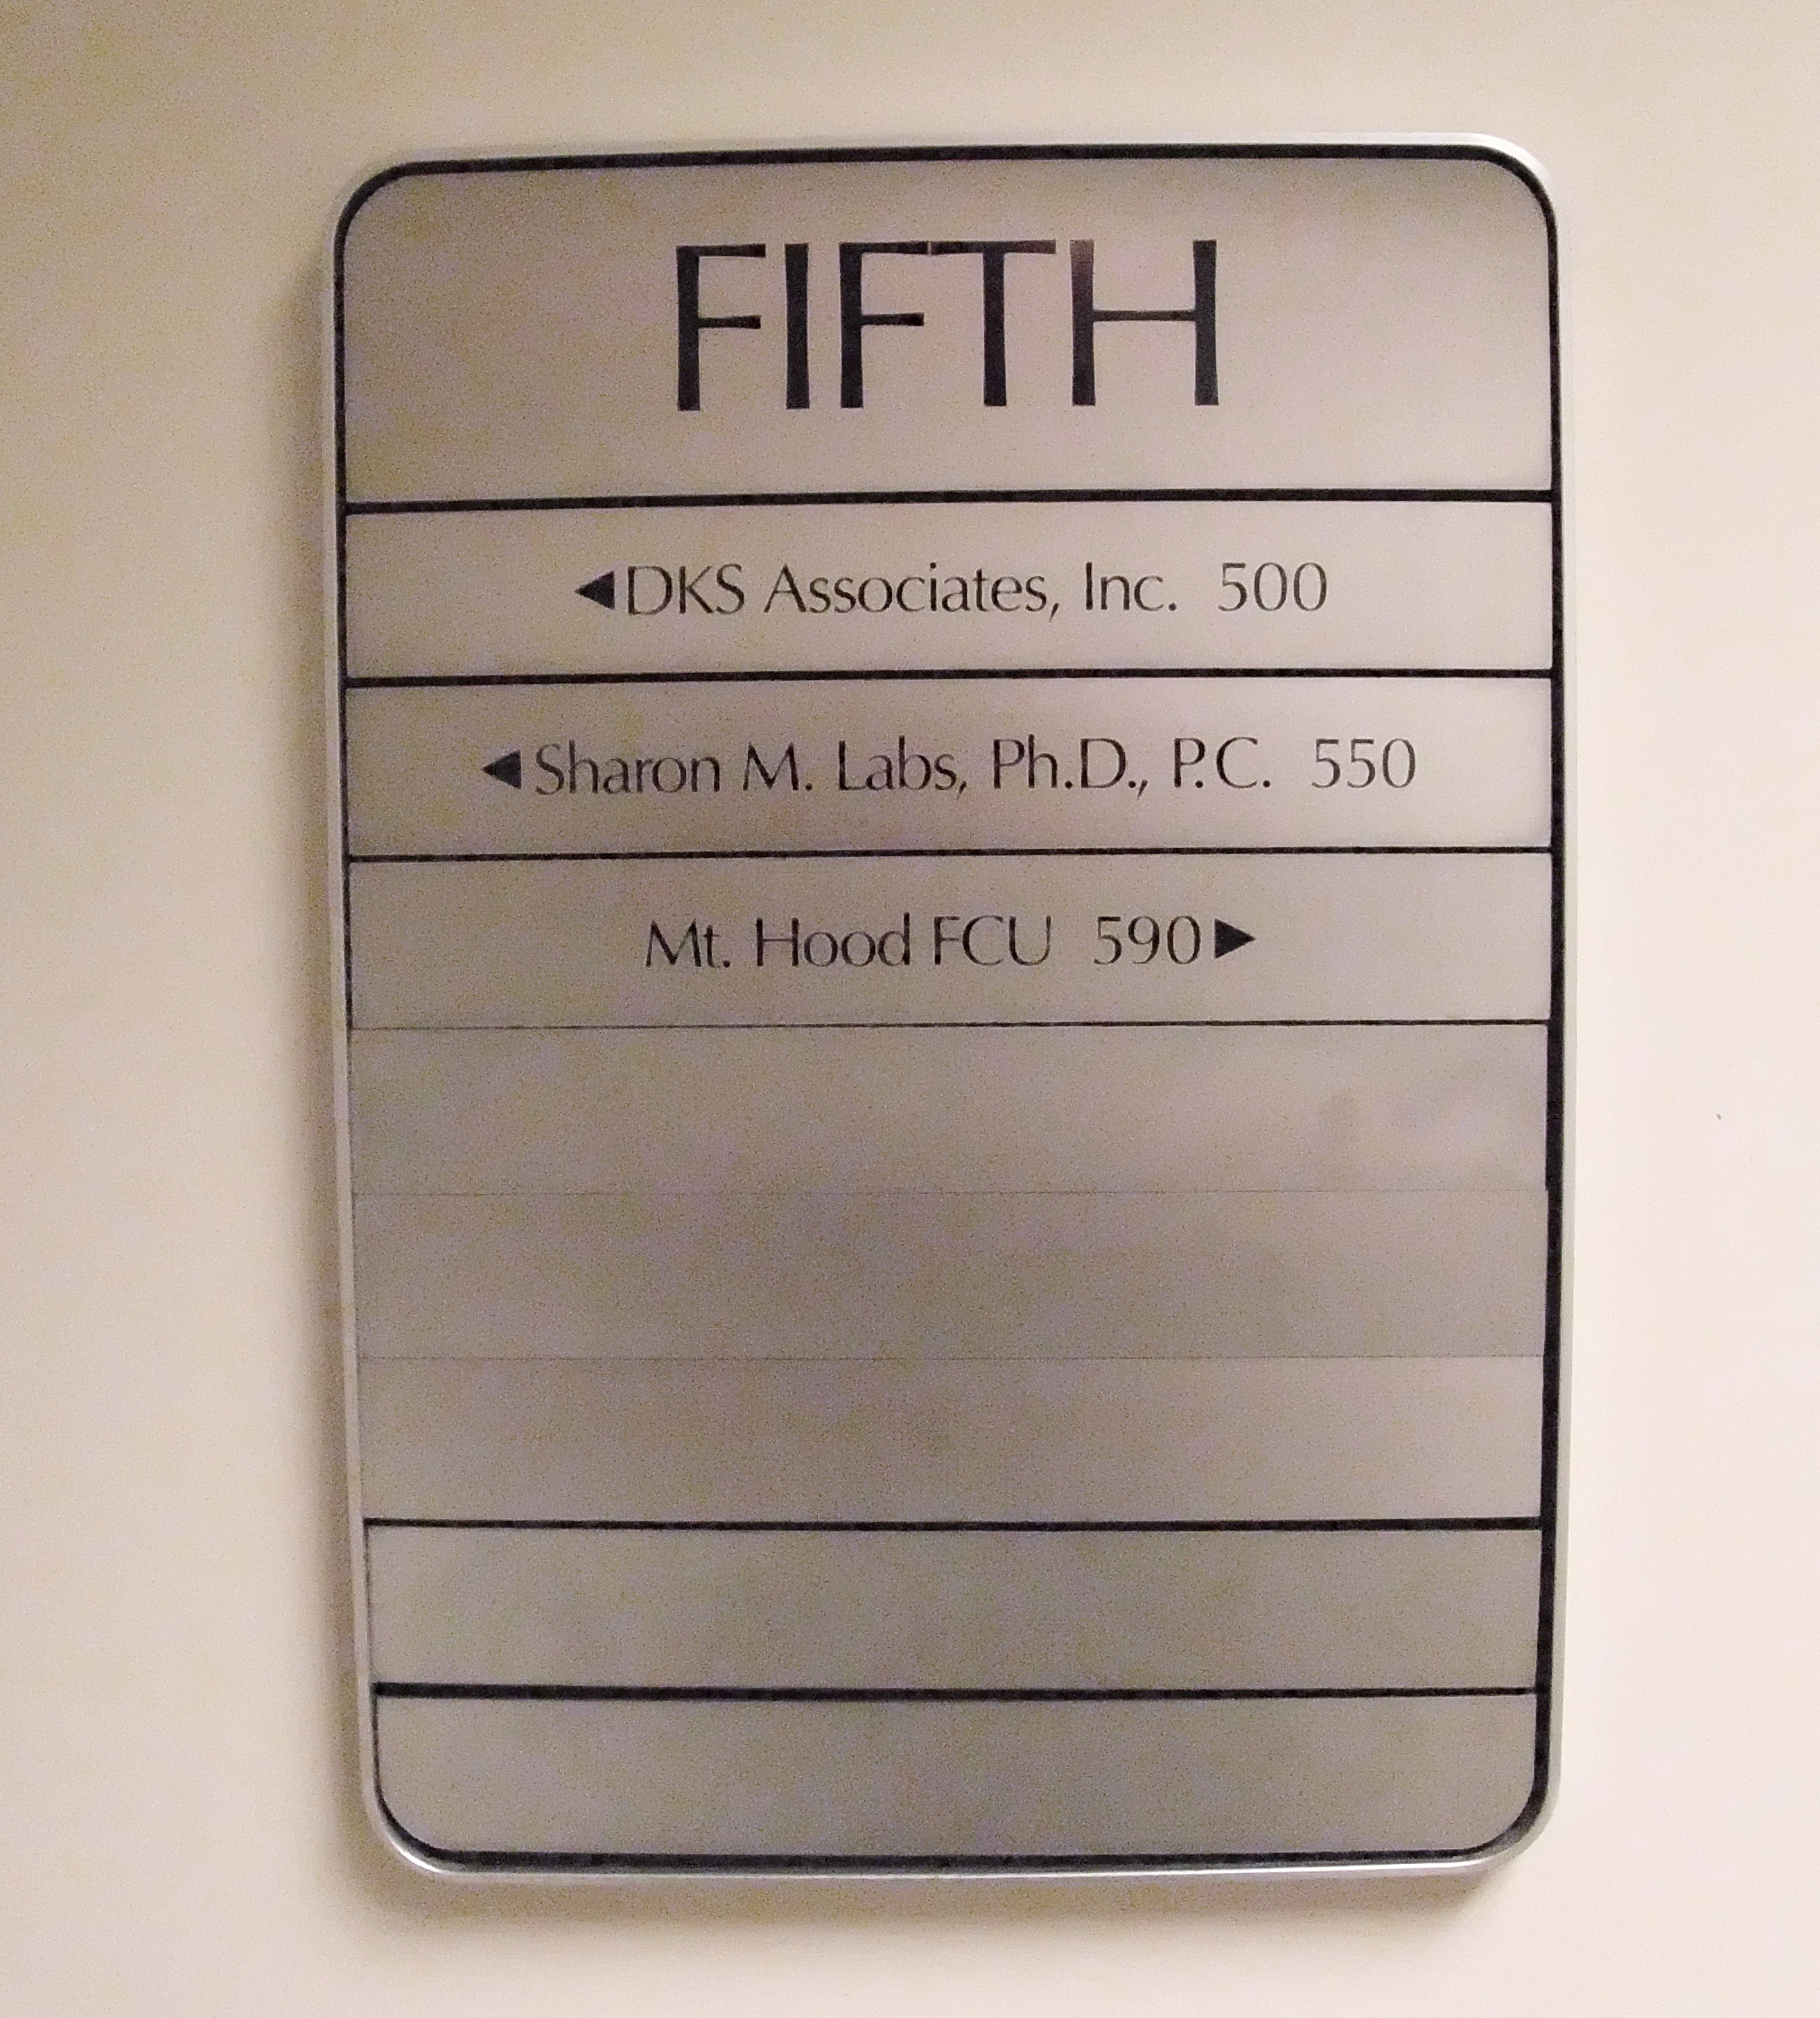 FIFTH
◀DKS Associates, Inc. 500
◀Sharon M. Labs, Ph.D., P.C. 550
Mt. Hood FCU 590▶